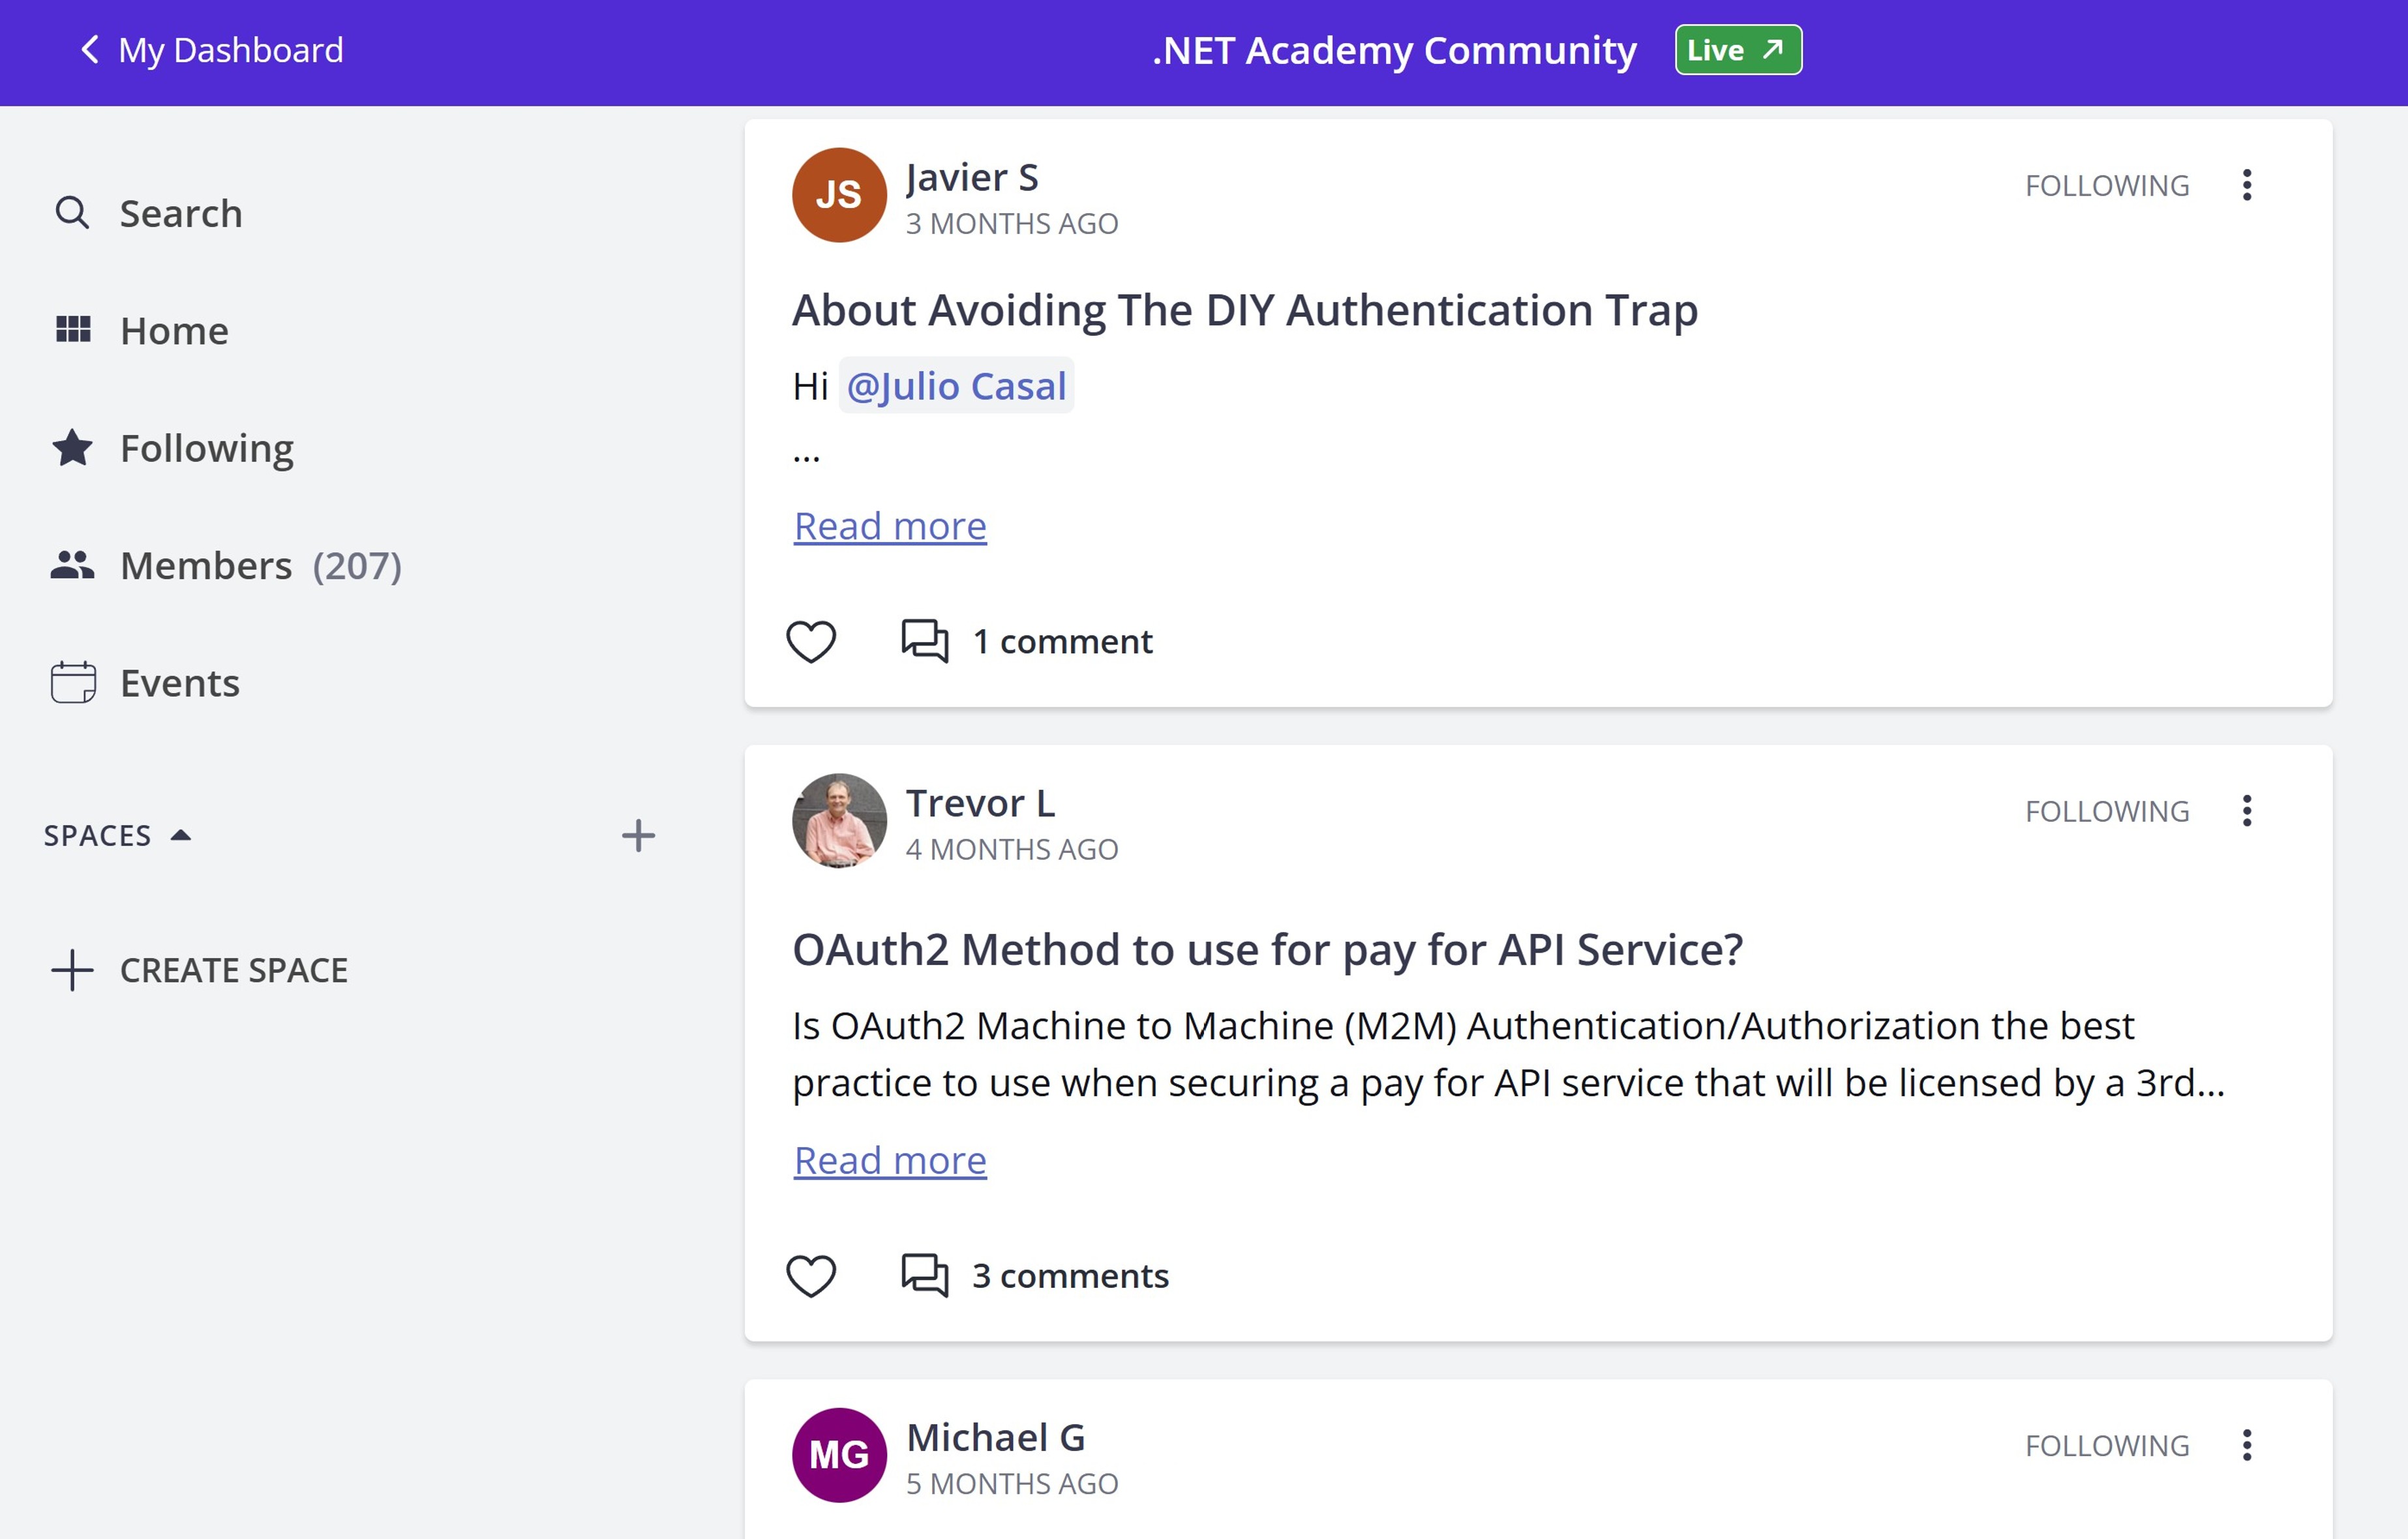 My Dashboard
.NET Academy Community
Live
Search
Home
Following
Members (207)
Events
SPACES
CREATE SPACE
JS
Javier S
3 MONTHS AGO
FOLLOWING
About Avoiding The DIY Authentication Trap
Hi @Julio Casal
...
Read more
1 comment
Trevor L
4 MONTHS AGO
FOLLOWING
OAuth2 Method to use for pay for API Service?
Is OAuth2 Machine to Machine (M2M) Authentication/Authorization the best
practice to use when securing a pay for API service that will be licensed by a 3rd...
Read more
3 comments
MG
Michael G
5 MONTHS AGO
FOLLOWING